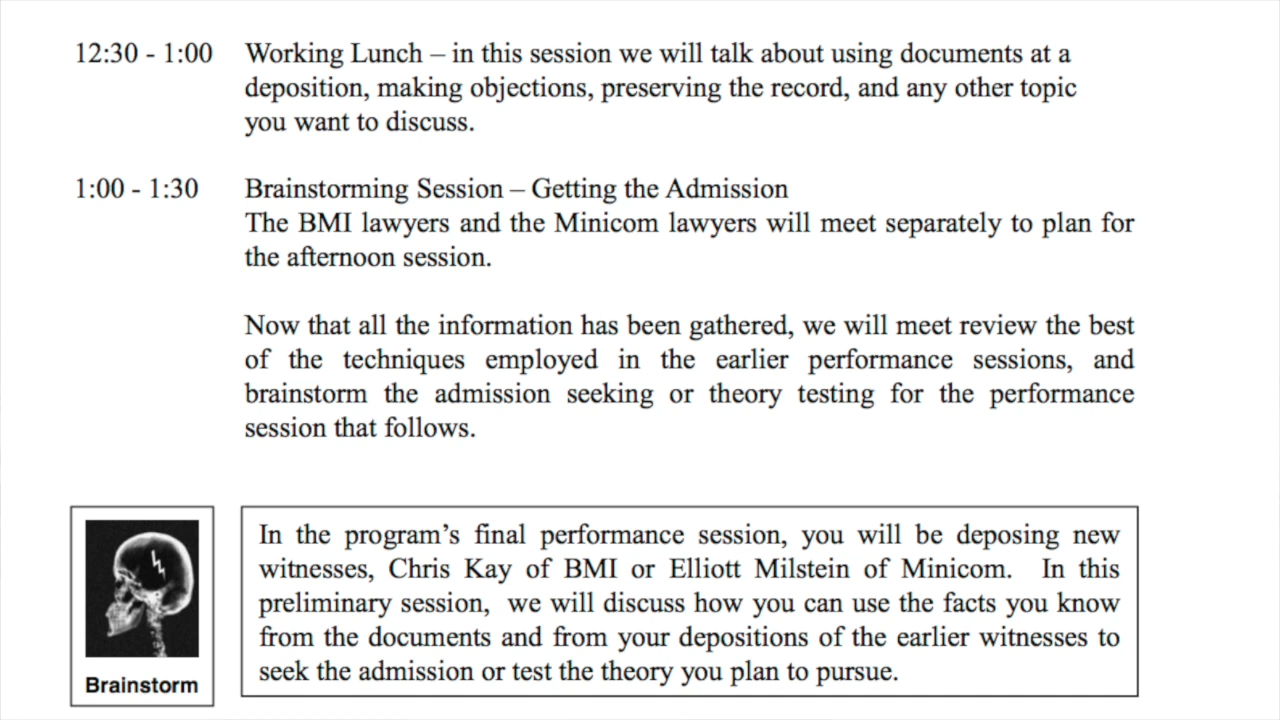 12:30 - 1:00 Working Lunch – in this session we will talk about using documents at a
deposition, making objections, preserving the record, and any other topic
you want to discuss.
1:00 - 1:30 Brainstorming Session – Getting the Admission
The BMI lawyers and the Minicom lawyers will meet separately to plan for
the afternoon session.
Now that all the information has been gathered, we will meet review the best
of the techniques employed in the earlier performance sessions, and
brainstorm the admission seeking or theory testing for the performance
session that follows.
Brainstorm
In the program’s final performance session, you will be deposing new
witnesses, Chris Kay of BMI or Elliott Milstein of Minicom. In this
preliminary session, we will discuss how you can use the facts you know
from the documents and from your depositions of the earlier witnesses to
seek the admission or test the theory you plan to pursue.